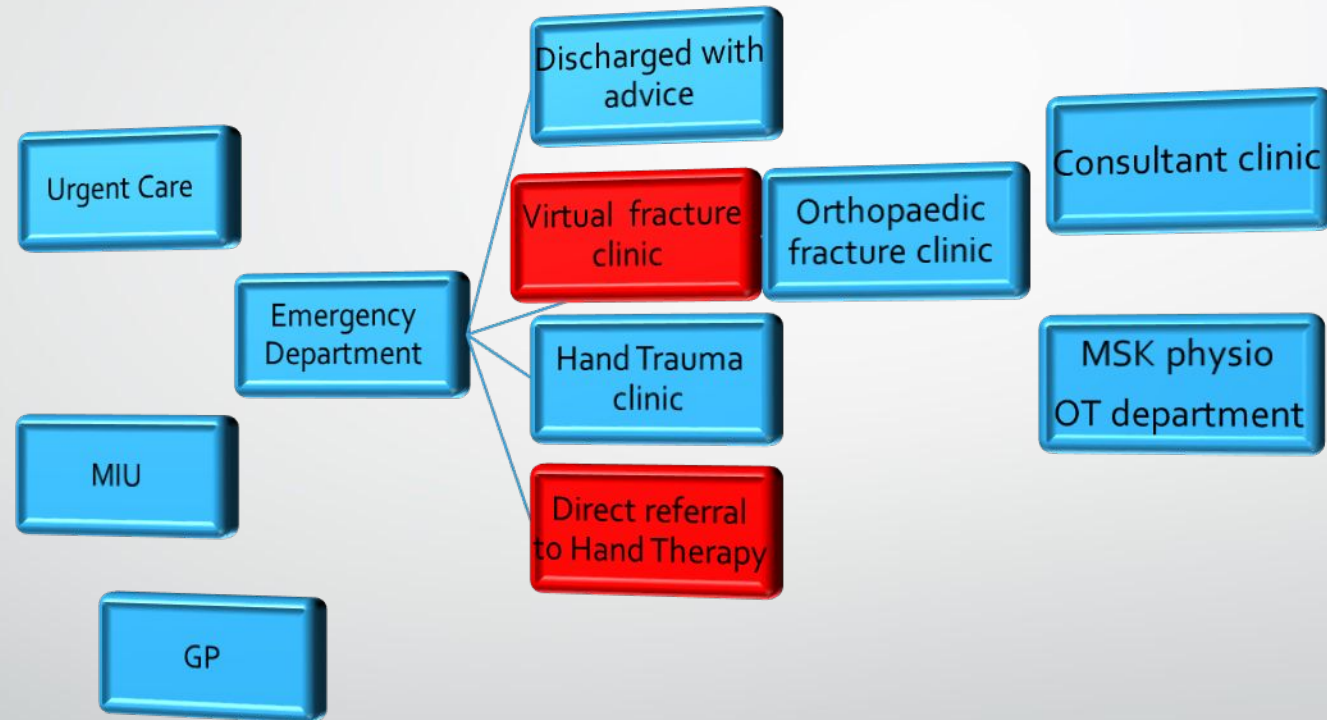 Urgent Care
MIU
GP
Emergency
Department
Discharged with
advice
Virtual fracture
clinic
Hand Trauma
clinic
Direct referral
to Hand Therapy
Orthopaedic
fracture clinic
Consultant clinic
MSK physio
OT department